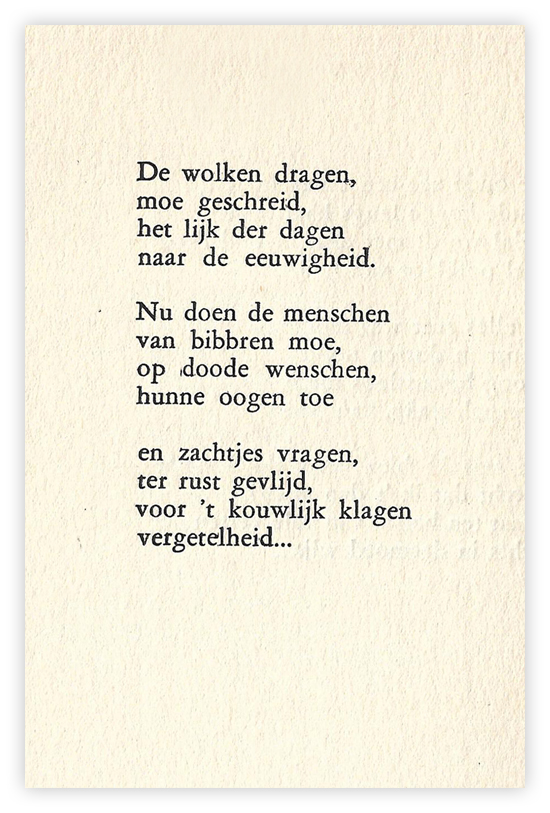 De wolken dragen,
moe geschreid,
het lijk der dagen
naar de eeuwigheid.
Nu doen de menschen
van bibbren moe,
op doode wenschen,
hunne oogen toe
en zachtjes vragen,
ter rust gevlijd,
voor 't kouwlijk klagen
vergetelheid...